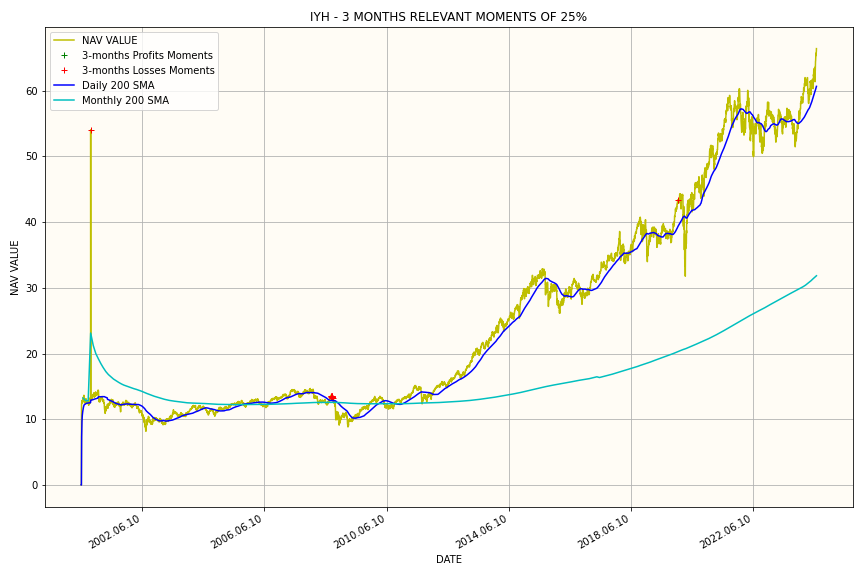 IYH - 3 MONTHS RELEVANT MOMENTS OF 25%
NAV VALUE
3-months Profits Moments
3-months Losses Moments
Daily 200 SMA
Monthly 200 SMA
NAV VALUE
60
50
40
30
20
10
0
2002.06.10
2006.06.10
2010.06.10
2014.06.10
2018.06.10
2022.06.10
DATE